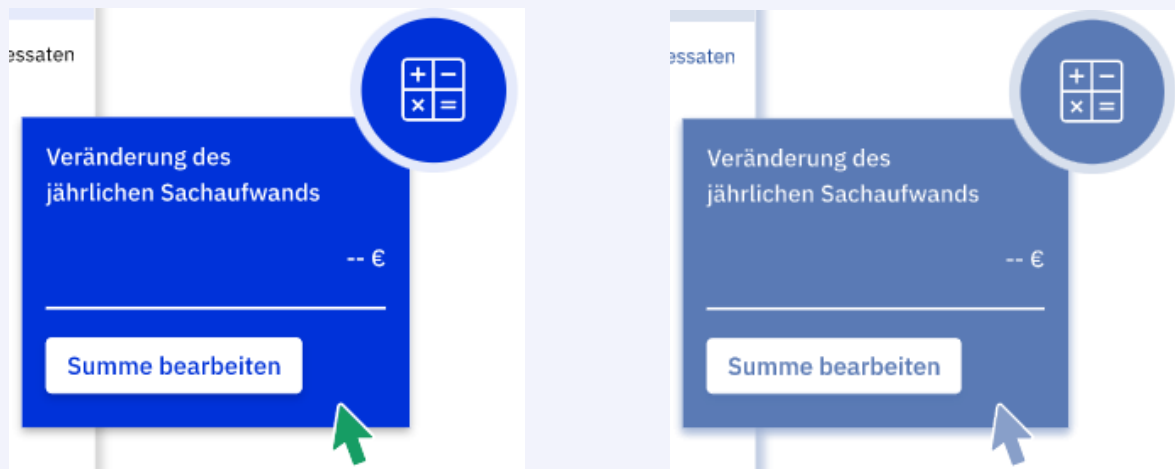 essaten
Veränderung des
jährlichen Sachaufwands
-- €
Summe bearbeiten
essaten
Veränderung des
jährlichen Sachaufwands
-- €
Summe bearbeiten